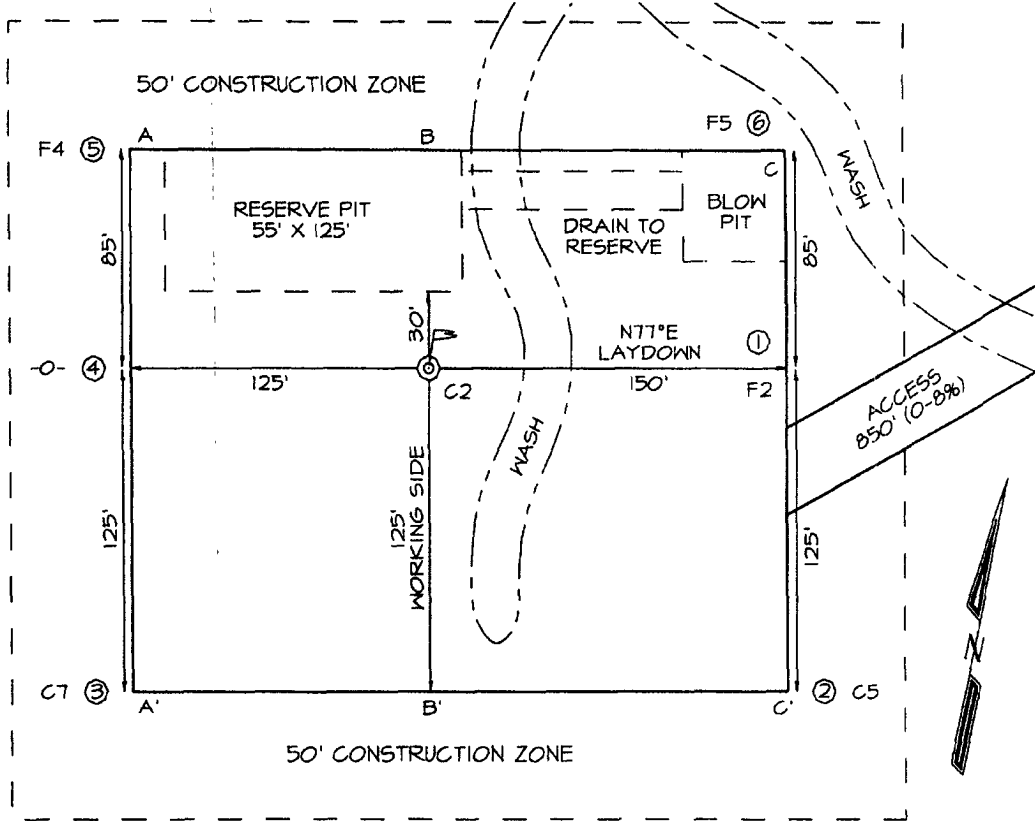 50' CONSTRUCTION ZONE
F5 ⑥
F4 ⑤
A
B
C
WASH
RESERVE PIT
55' X 125'
BLOW
PIT
DRAIN TO
RESERVE
85'
85'
30'
N77°E
LAYDOWN
①
-0- ④
125'
C2
150'
F2
ACCESS
850' (0-8%)
WASH
125'
125'
WORKING SIDE
125'
N
C7 ③
A'
B'
C'
② C5
50' CONSTRUCTION ZONE